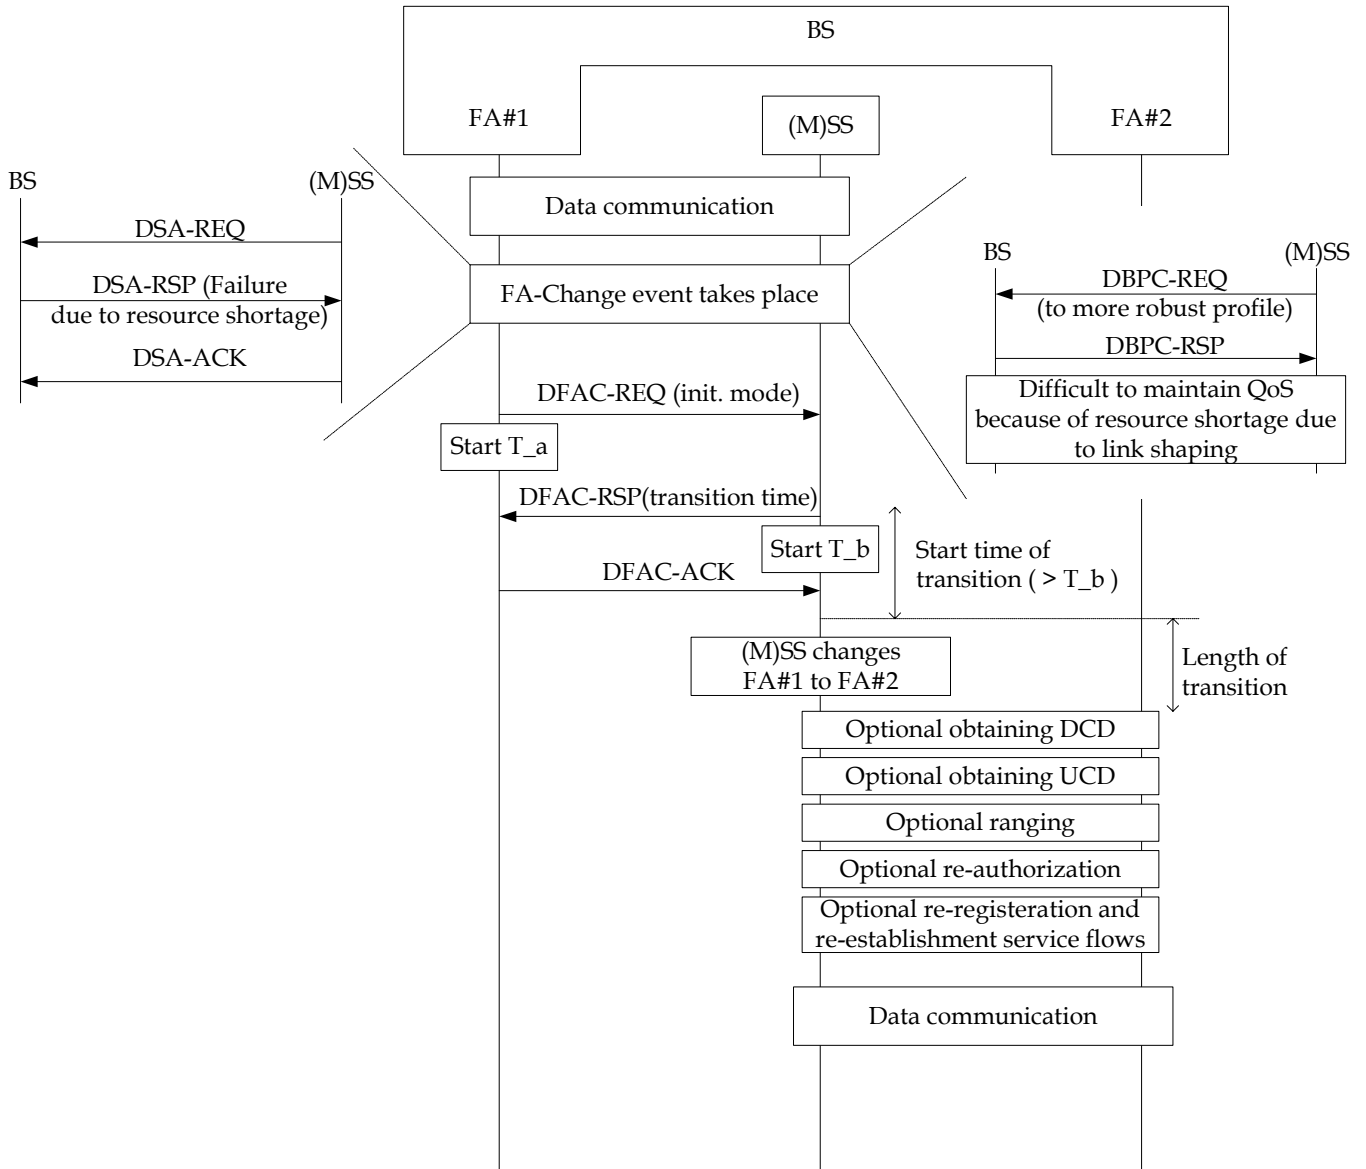 BS
FA#1
(M)SS
FA#2
BS
(M)SS
Data communication
DSA-REQ
DSA-RSP (Failure
due to resource shortage)
DSA-ACK
FA-Change event takes place
BS
(M)SS
DBPC-REQ
(to more robust profile)
DBPC-RSP
Difficult to maintain QoS
because of resource shortage due
to link shaping
DFAC-REQ (init. mode)
Start T_a
DFAC-RSP(transition time)
Start T_b
Start time of
transition ( > T_b )
DFAC-ACK
(M)SS changes
FA#1 to FA#2
Length of
transition
Optional obtaining DCD
Optional obtaining UCD
Optional ranging
Optional re-authorization
Optional re-registeration and
re-establishment service flows
Data communication